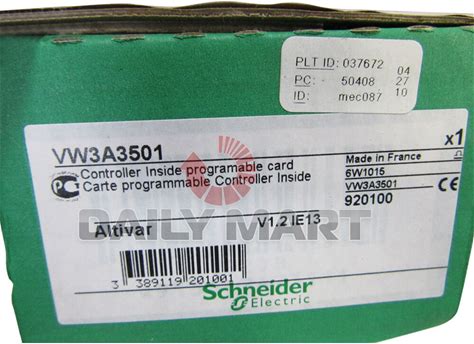 PLT ID: 037672 04
PC: 50408 27
ID: mec087 10
VW3A3501 x1
Controller Inside programable card
Carte programmable Controller Inside
Made in France
6W1015
VW3A3501
920100
DAILY MART
Altivar V1.2 IE13
3 389119 201001
Schneider
Electric